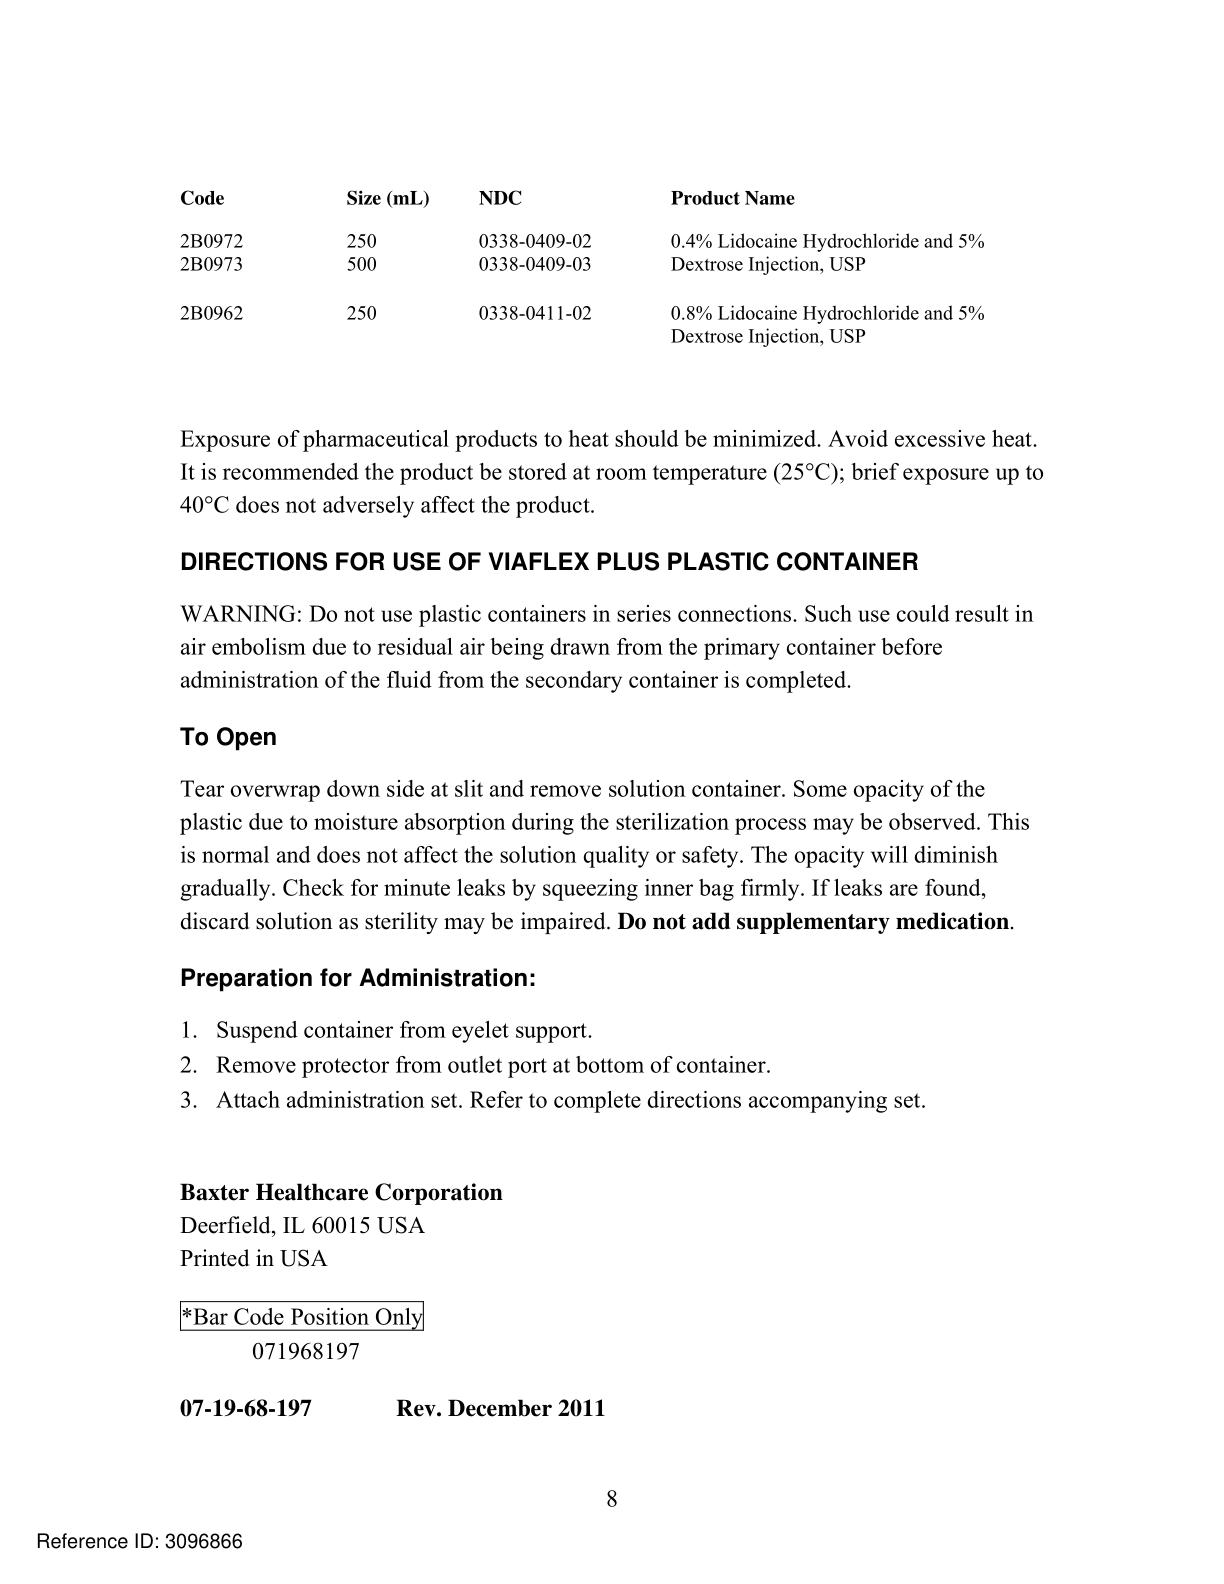 Code Size (mL) NDC Product Name
2B0972 250 0338-0409-02 0.4% Lidocaine Hydrochloride and 5%
2B0973 500 0338-0409-03 Dextrose Injection, USP
2B0962 250 0338-0411-02 0.8% Lidocaine Hydrochloride and 5%
Dextrose Injection, USP
Exposure of pharmaceutical products to heat should be minimized. Avoid excessive heat.
It is recommended the product be stored at room temperature (25°C); brief exposure up to
40°C does not adversely affect the product.
DIRECTIONS FOR USE OF VIAFLEX PLUS PLASTIC CONTAINER
WARNING: Do not use plastic containers in series connections. Such use could result in
air embolism due to residual air being drawn from the primary container before
administration of the fluid from the secondary container is completed.
To Open
Tear overwrap down side at slit and remove solution container. Some opacity of the
plastic due to moisture absorption during the sterilization process may be observed. This
is normal and does not affect the solution quality or safety. The opacity will diminish
gradually. Check for minute leaks by squeezing inner bag firmly. If leaks are found,
discard solution as sterility may be impaired. Do not add supplementary medication.
Preparation for Administration:
1. Suspend container from eyelet support.
2. Remove protector from outlet port at bottom of container.
3. Attach administration set. Refer to complete directions accompanying set.
Baxter Healthcare Corporation
Deerfield, IL 60015 USA
Printed in USA
*Bar Code Position Only
071968197
07-19-68-197 Rev. December 2011
8
Reference ID: 3096866